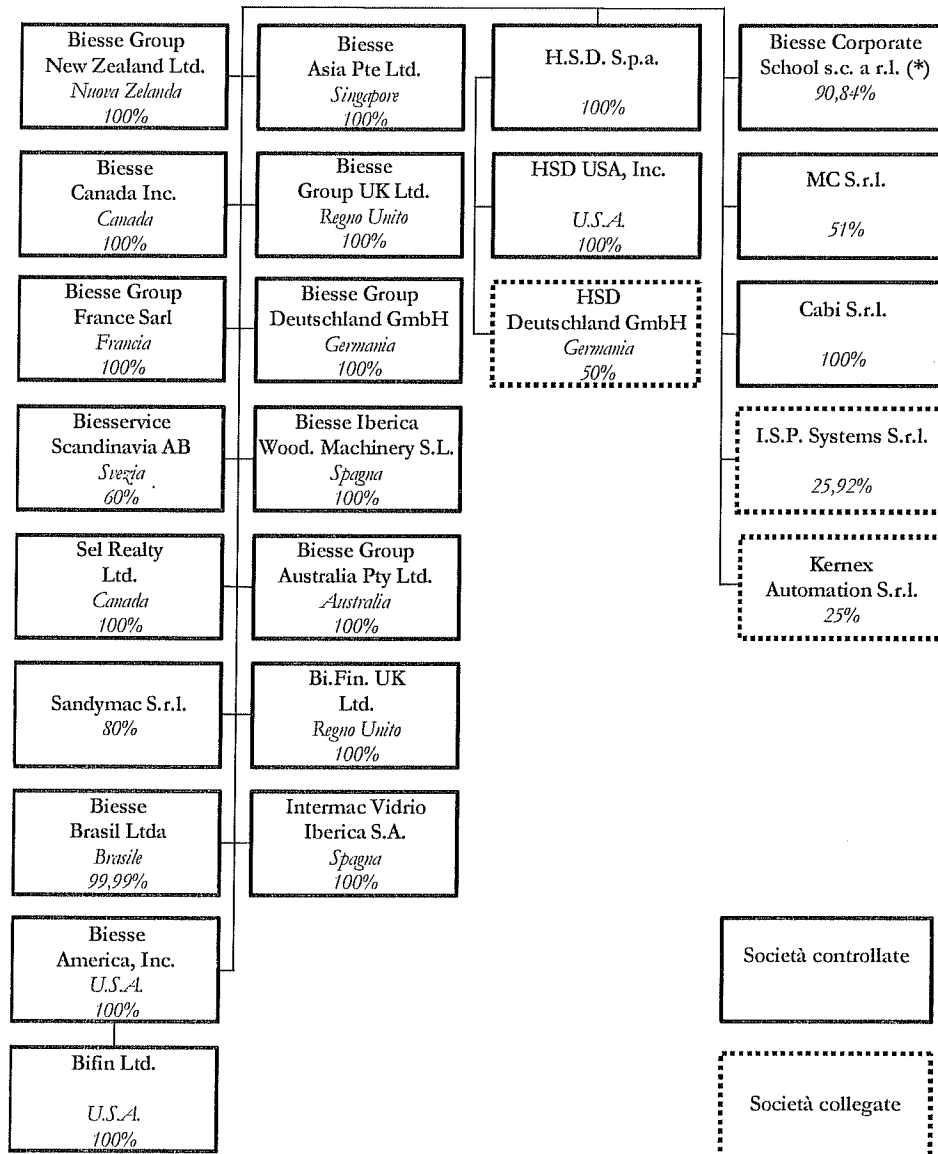 Biesse Group
New Zealand Ltd.
Nuova Zelanda
100%
Biesse
Asia Pte Ltd.
Singapore
100%
H.S.D. S.p.a.
100%
Biesse Corporate
School s.c. a r.l. (*)
90,84%
Biesse
Canada Inc.
Canada
100%
Biesse
Group UK Ltd.
Regno Unito
100%
HSD USA, Inc.
U.S.A.
100%
MC S.r.l.
51%
Biesse Group
France Sarl
Francia
100%
Biesse Group
Deutschland GmbH
Germania
100%
HSD
Deutschland GmbH
Germania
50%
Cabi S.r.l.
100%
Biesservice
Scandinavia AB
Svezia
60%
Biesse Iberica
Wood. Machinery S.L.
Spagna
100%
I.S.P. Systems S.r.l.
25,92%
Sel Realty
Ltd.
Canada
100%
Biesse Group
Australia Pty Ltd.
Australia
100%
Kernex
Automation S.r.l.
25%
Sandymac S.r.l.
80%
Bi.Fin. UK
Ltd.
Regno Unito
100%
Biesse
Brasil Ltda
Brasile
99,99%
Intermac Vidrio
Iberica S.A.
Spagna
100%
Biesse
America, Inc.
U.S.A.
100%
Società controllate
Bifin Ltd.
U.S.A.
100%
Società collegate